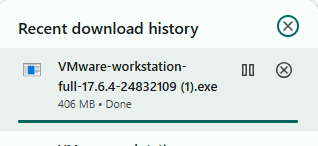 Recent download history
VMware-workstation-
full-17.6.4-24832109 (1).exe
406 MB • Done